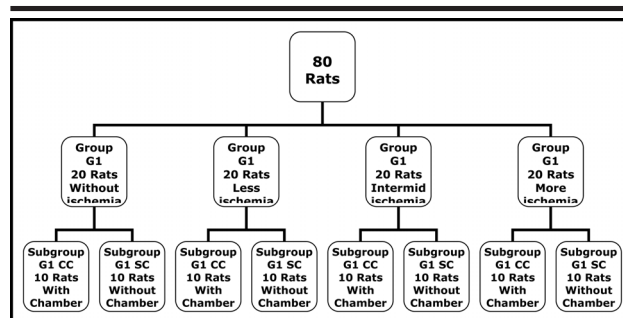 80
Rats
Group
G1
20 Rats
Without
ischemia
Group
G1
20 Rats
Less
ischemia
Group
G1
20 Rats
Intermid
ischemia
Group
G1
20 Rats
More
ischemia
Subgroup
G1 CC
10 Rats
With
Chamber
Subgroup
G1 SC
10 Rats
Without
Chamber
Subgroup
G1 CC
10 Rats
With
Chamber
Subgroup
G1 SC
10 Rats
Without
Chamber
Subgroup
G1 CC
10 Rats
With
Chamber
Subgroup
G1 SC
10 Rats
Without
Chamber
Subgroup
G1 CC
10 Rats
With
Chamber
Subgroup
G1 SC
10 Rats
Without
Chamber